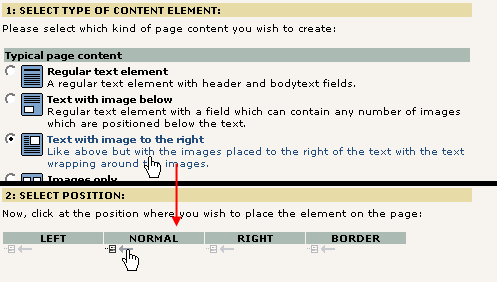 1: SELECT TYPE OF CONTENT ELEMENT:
Please select which kind of page content you wish to create:
Typical page content
Regular text element
A regular text element with header and bodytext fields.
Text with image below
Regular text element with a field which can contain any number of images
which are positioned below the text.
Text with image to the right
Like above but with the images placed to the right of the text with the text
wrapping around the images.
Images only
2: SELECT POSITION:
Now, click at the position where you wish to place the element on the page:
LEFT NORMAL RIGHT BORDER